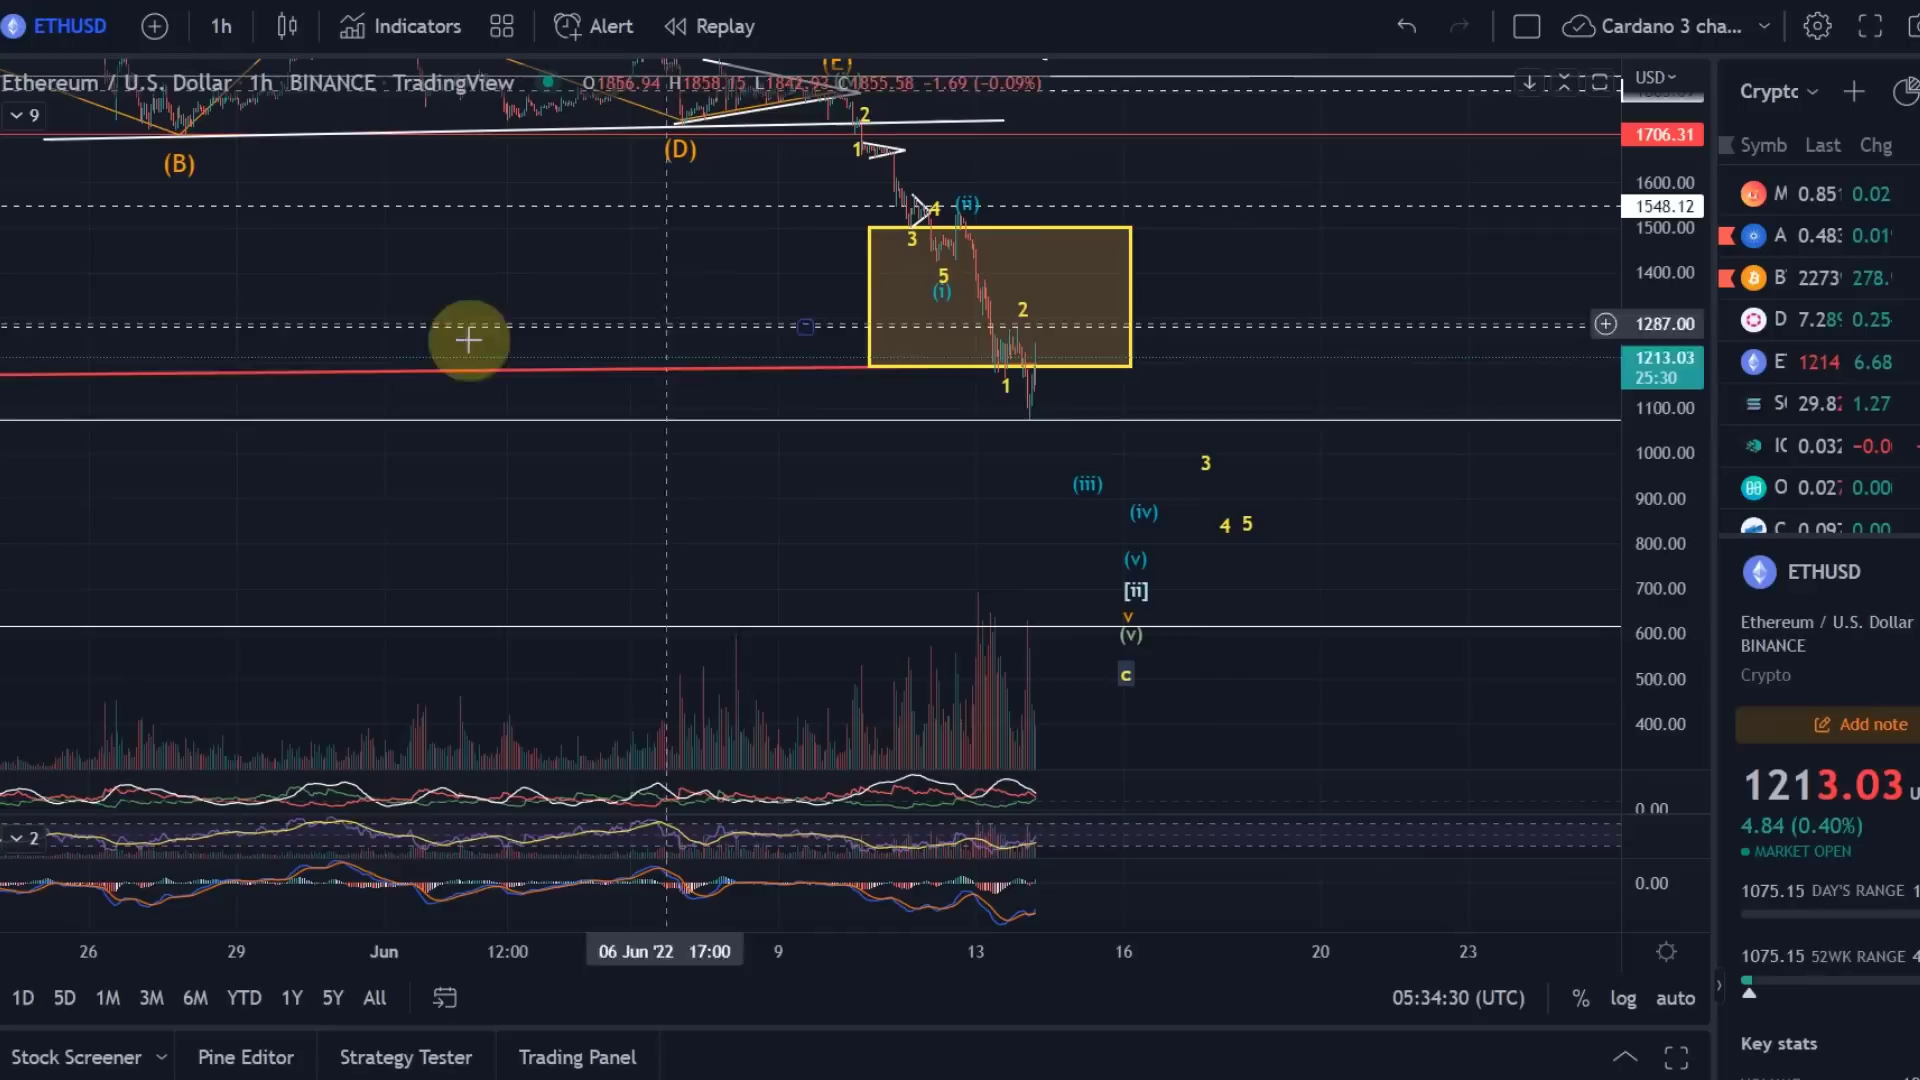 ETHUSD 1h Indicators Alert Replay Cardano 3 cha...
Ethereum / U.S. Dollar · 1h · BINANCE · TradingView O1856.94 H1858.15 L1842.93 C1855.58 -1.69 (-0.09%)
9
(E)
2
1
(B)
(D)
4
(ii)
3
5
(i)
2
1
3
(iii)
(iv)
4 5
(v)
[ii]
v
(v)
c
2
USD
1706.31
1600.00
1548.12
1500.00
1400.00
1287.00
1213.03
25:30
1100.00
1000.00
900.00
800.00
700.00
600.00
500.00
400.00
0.00
0.00
26 29 Jun 12:00 06 Jun '22 17:00 9 13 16 20 23
1D 5D 1M 3M 6M YTD 1Y 5Y All 05:34:30 (UTC) % log auto
Stock Screener Pine Editor Strategy Tester Trading Panel
Crypto
Symb Last Chg
M 0.851 0.02
A 0.483 0.01
B 2273 278.
D 7.289 0.25
E 1214 6.68
S 29.82 1.27
IC 0.032 -0.0
O 0.027 0.00
C 0.097 0.00
ETHUSD
Ethereum / U.S. Dollar
BINANCE
Crypto
Add note
1213.03 U
4.84 (0.40%)
MARKET OPEN
1075.15 DAY'S RANGE 1
1075.15 52WK RANGE 4
Key stats